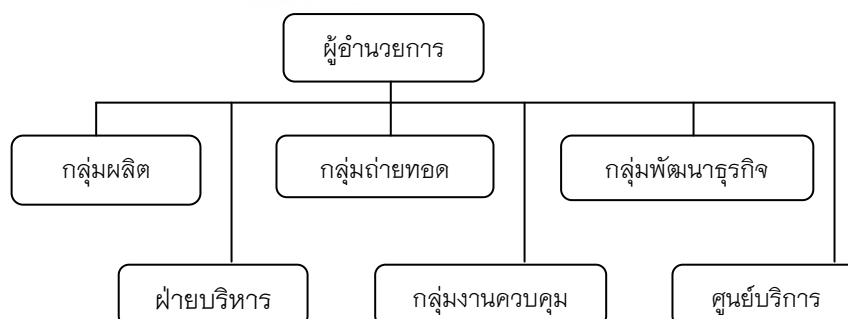 ผู้อำนวยการ
กลุ่มผลิต
กลุ่มถ่ายทอด
กลุ่มพัฒนาธุรกิจ
ฝ่ายบริหาร
กลุ่มงานควบคุม
ศูนย์บริการ